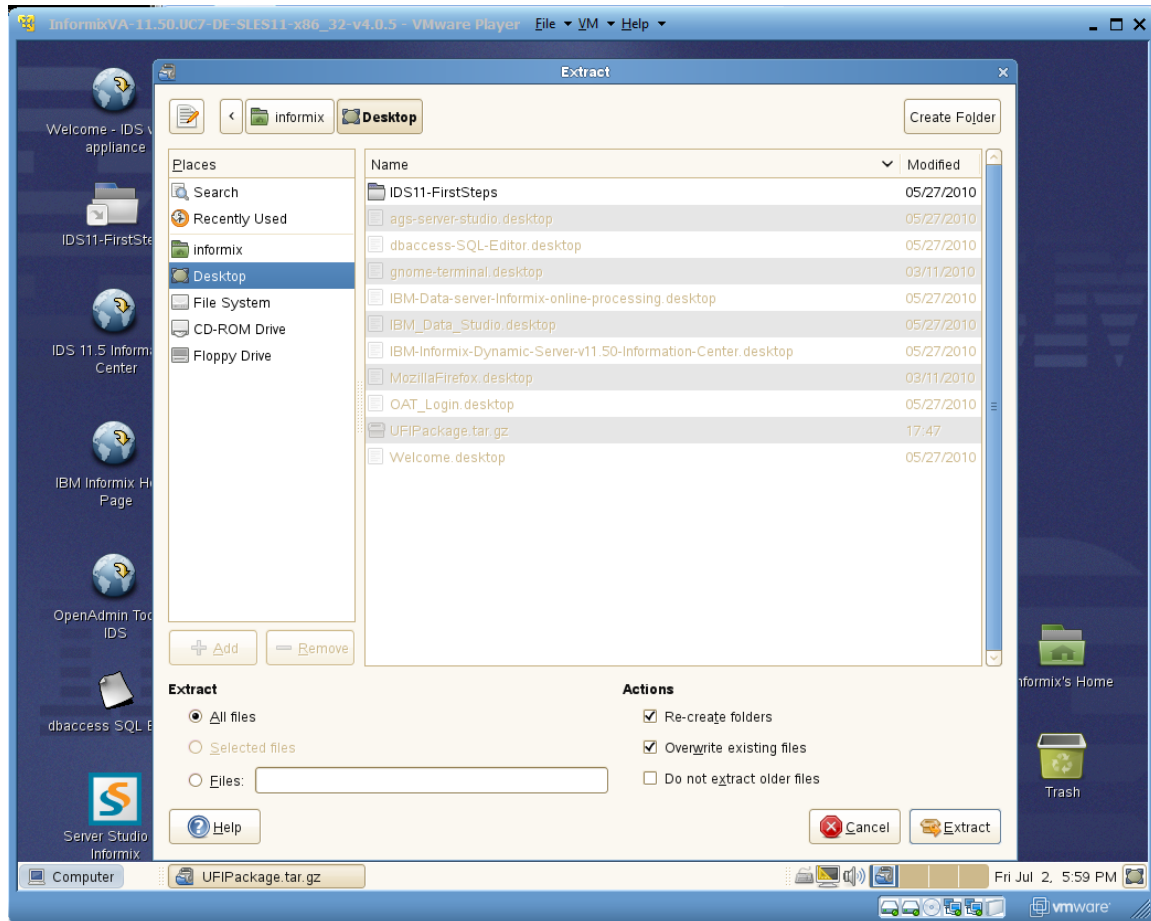 InformixVA-11.50.UC7-DE-SLES11-x86_32-v4.0.5 - VMware Player File VM Help
Extract
Welcome - IDS v
appliance
IDS11-FirstSte
IDS 11.5 Informa
Center
IBM Informix Ho
Page
OpenAdmin Too
IDS
dbaccess SQL E
Server Studio
Informix
informix Desktop Create Folder
Places
Search
Recently Used
informix
Desktop
File System
CD-ROM Drive
Floppy Drive
Add Remove
Name Modified
IDS11-FirstSteps 05/27/2010
ags-server-studio.desktop 05/27/2010
dbaccess-SQL-Editor.desktop 05/27/2010
gnome-terminal.desktop 03/11/2010
IBM-Data-server-Informix-online-processing.desktop 05/27/2010
IBM_Data_Studio.desktop 05/27/2010
IBM-Informix-Dynamic-Server-v11.50-Information-Center.desktop 05/27/2010
MozillaFirefox.desktop 03/11/2010
OAT_Login.desktop 05/27/2010
UFIPackage.tar.gz 17:47
Welcome.desktop 05/27/2010
Extract
All files
Selected files
Files:
Actions
Re-create folders
Overwrite existing files
Do not extract older files
Help Cancel Extract
nformix's Home
Trash
Computer UFIPackage.tar.gz Fri Jul 2, 5:59 PM
vmware